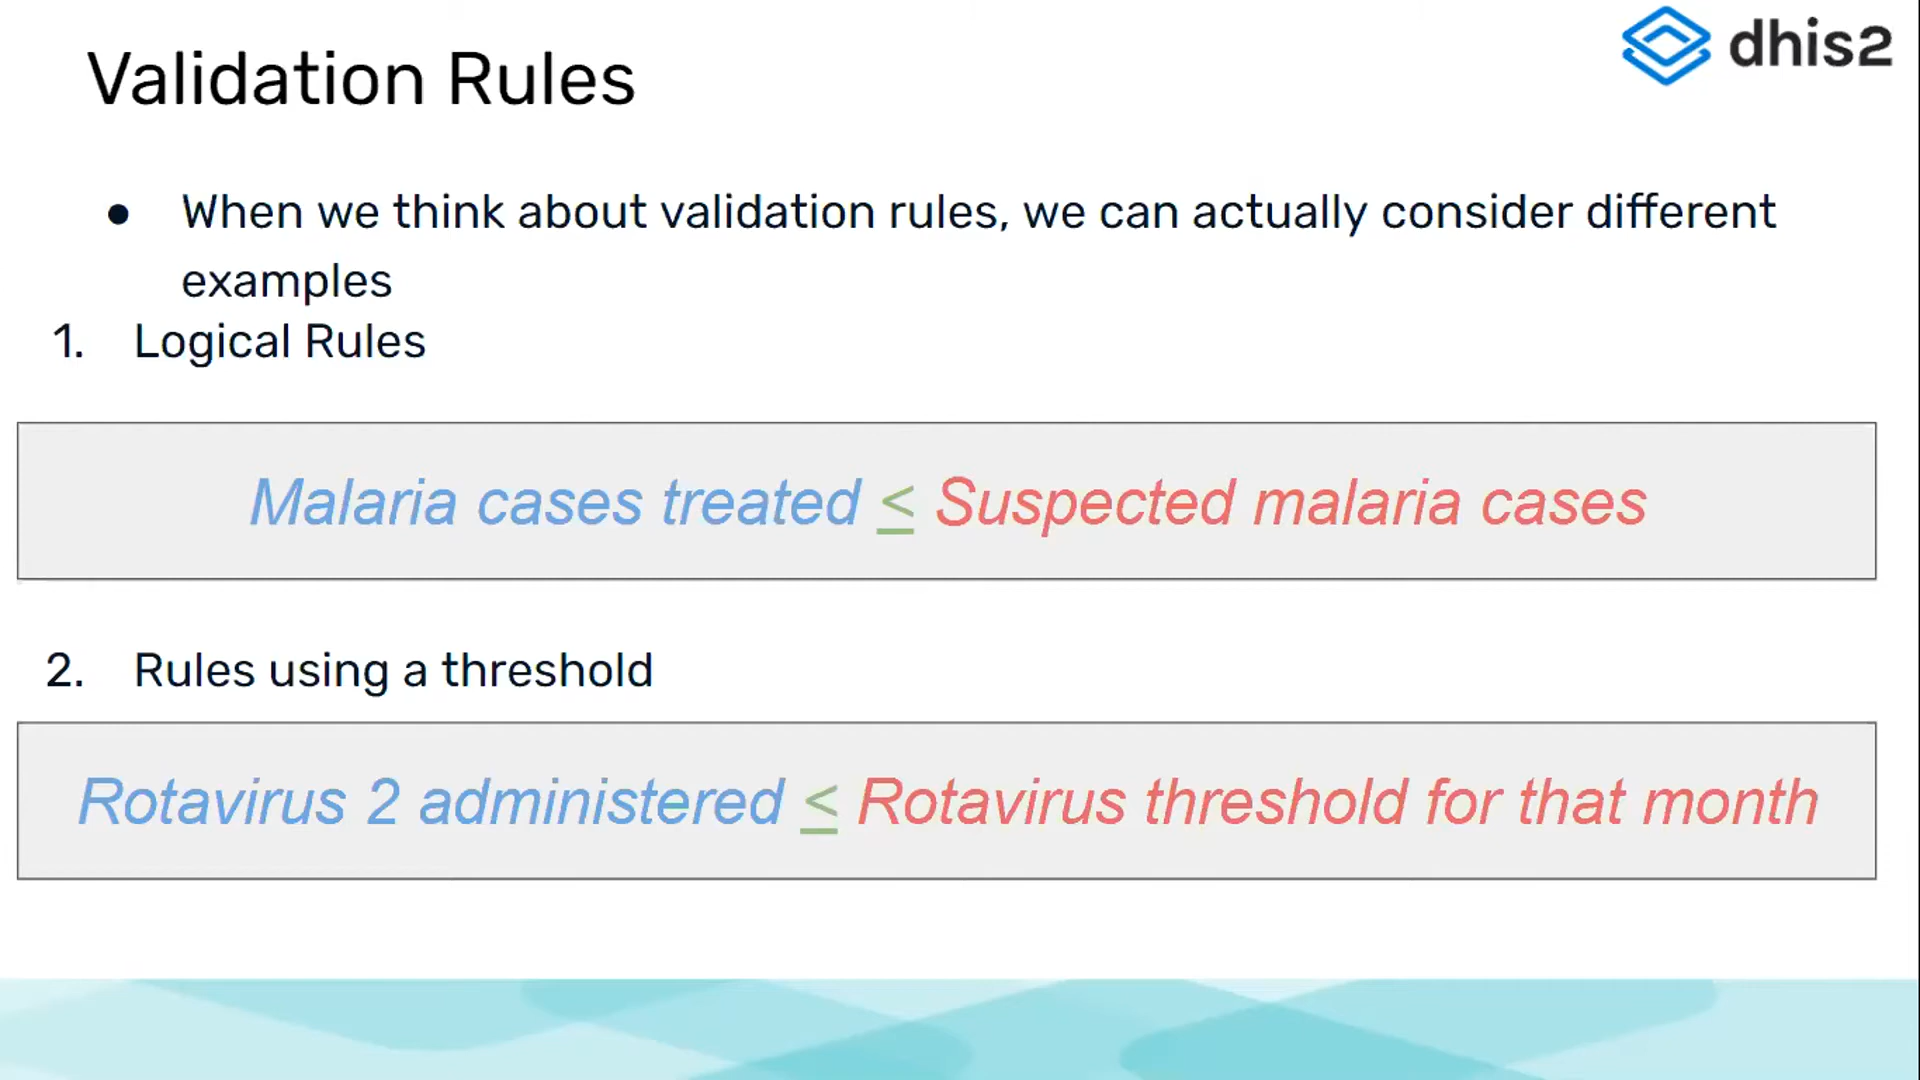 dhis2
Validation Rules
● When we think about validation rules, we can actually consider different
examples
1. Logical Rules
Malaria cases treated ≤ Suspected malaria cases
2. Rules using a threshold
Rotavirus 2 administered ≤ Rotavirus threshold for that month